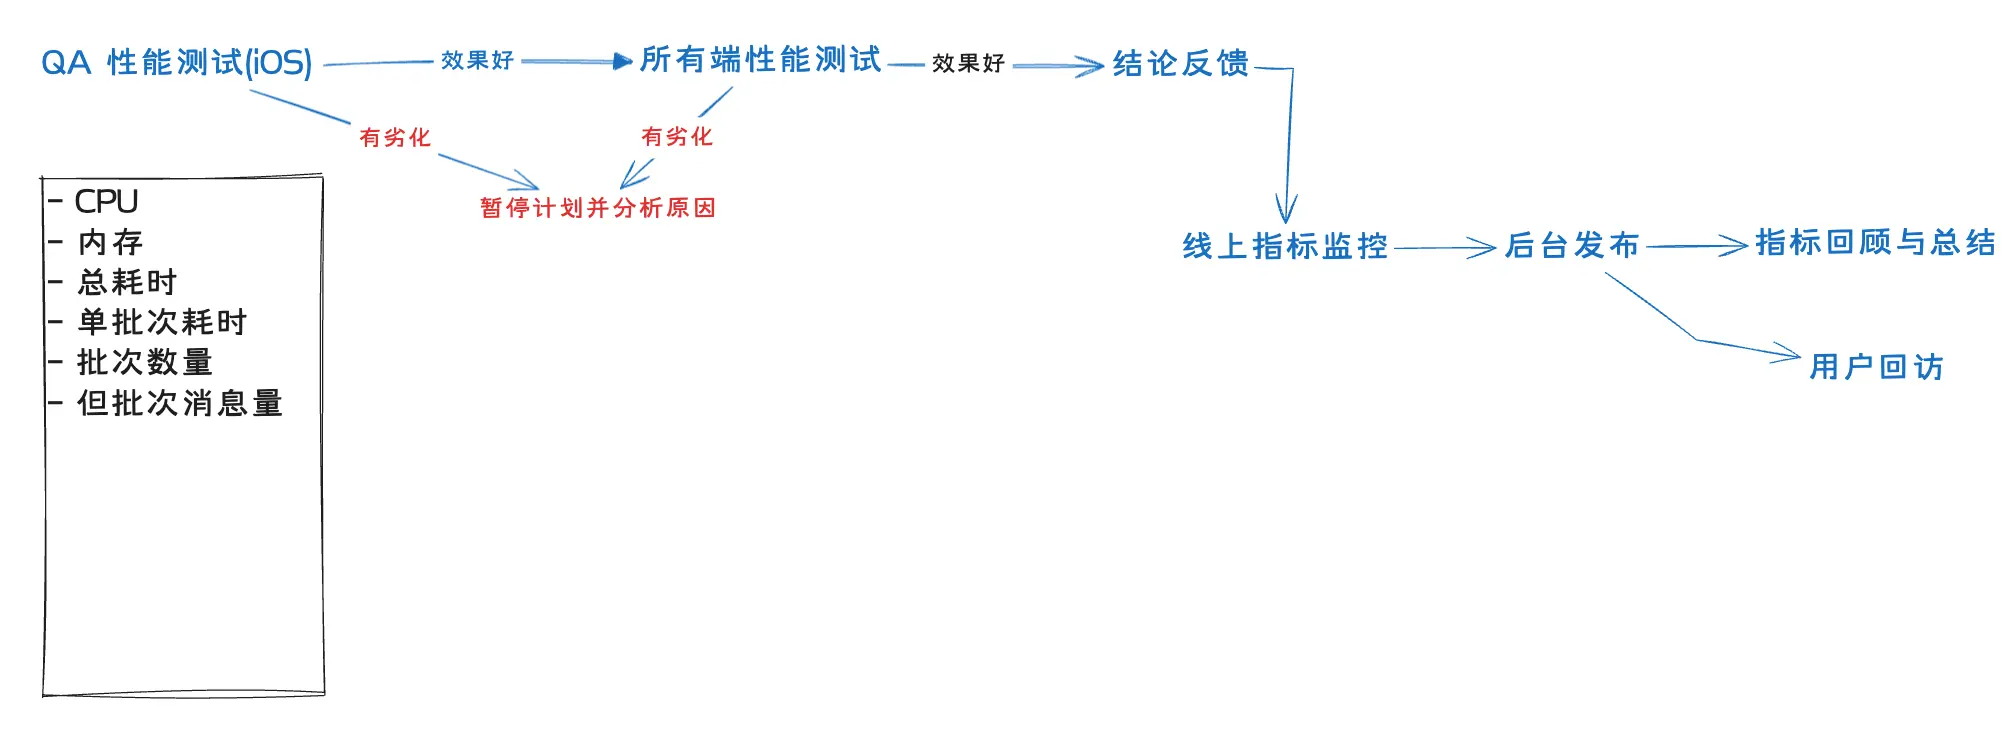 QA 性能测试(iOS)
效果好
所有端性能测试
效果好
结论反馈
有劣化
有劣化
暂停计划并分析原因
- CPU
- 内存
- 总耗时
- 单批次耗时
- 批次数量
- 但批次消息量
线上指标监控
后台发布
指标回顾与总结
用户回访